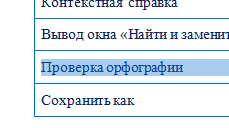 Контекстная справка
Вывод окна «Найти и заменит
Проверка орфографии
Сохранить как